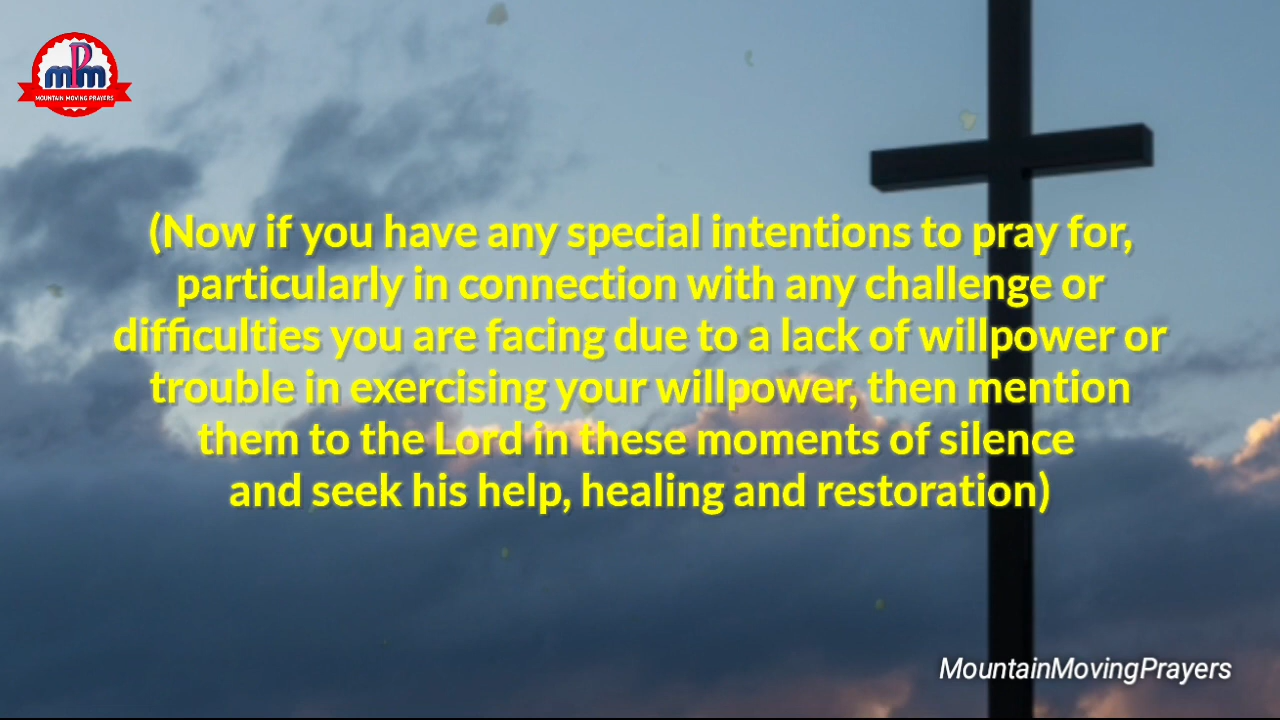 mPm
MOUNTAIN MOVING PRAYERS
(Now if you have any special intentions to pray for,
particularly in connection with any challenge or
difficulties you are facing due to a lack of willpower or
trouble in exercising your willpower, then mention
them to the Lord in these moments of silence
and seek his help, healing and restoration)
MountainMovingPrayers